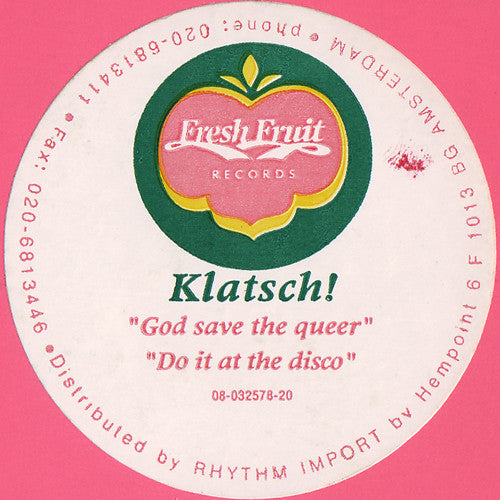 Fresh Fruit
RECORDS
Klatsch!
"God save the queer"
"Do it at the disco"
08-032578-20
Distributed by RHYTHM IMPORT bv Hempoint 6 F 1013 BG AMSTERDAM • phone: 020-6813411 • Fax: 020-6813446 •